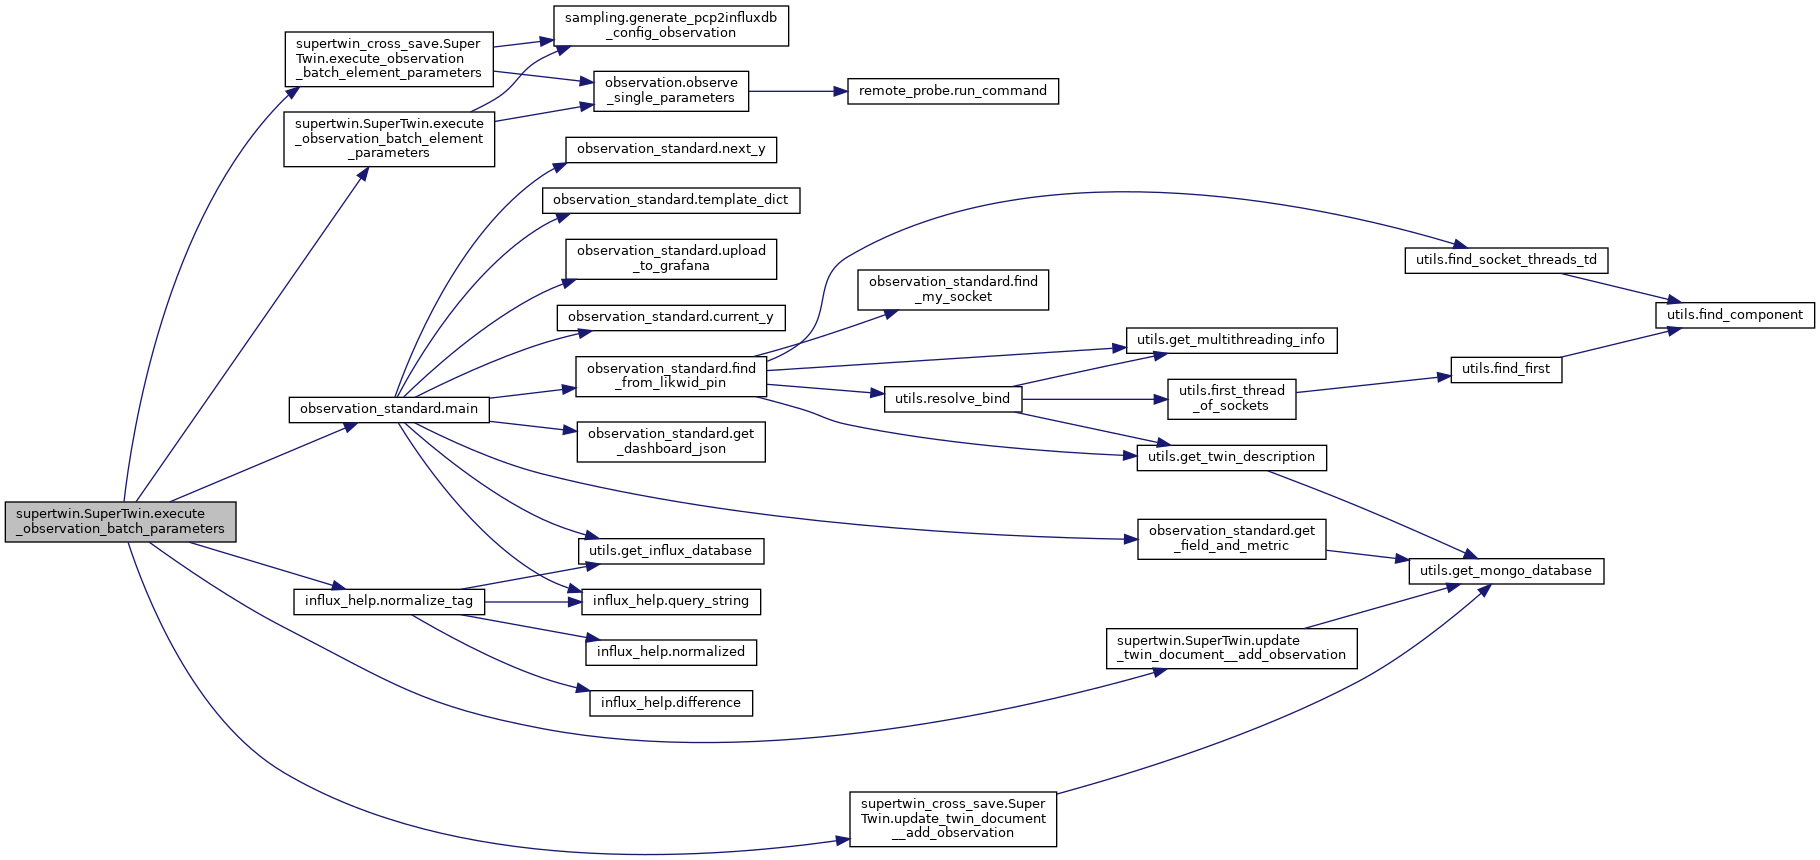 sampling.generate_pcp2influxdb
_config_observation
supertwin_cross_save.Super
Twin.execute_observation
_batch_element_parameters
observation.observe
_single_parameters
remote_probe.run_command
supertwin.SuperTwin.execute
_observation_batch_element
_parameters
observation_standard.next_y
observation_standard.template_dict
observation_standard.upload
_to_grafana
utils.find_socket_threads_td
observation_standard.find
_my_socket
observation_standard.current_y
utils.find_component
utils.get_multithreading_info
observation_standard.find
_from_likwid_pin
utils.find_first
utils.resolve_bind
utils.first_thread
_of_sockets
observation_standard.main
observation_standard.get
_dashboard_json
utils.get_twin_description
supertwin.SuperTwin.execute
_observation_batch_parameters
observation_standard.get
_field_and_metric
utils.get_influx_database
utils.get_mongo_database
influx_help.normalize_tag
influx_help.query_string
influx_help.normalized
supertwin.SuperTwin.update
_twin_document__add_observation
influx_help.difference
supertwin_cross_save.Super
Twin.update_twin_document
__add_observation